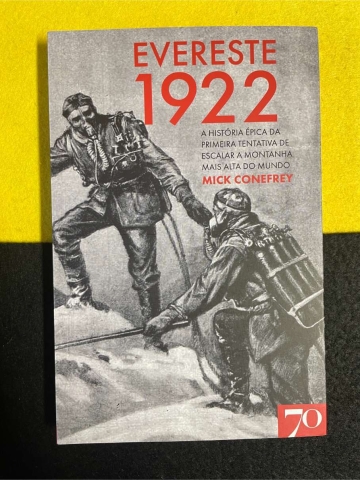 EVERESTE
1922
A HISTÓRIA ÉPICA DA
PRIMEIRA TENTATIVA DE
ESCALAR A MONTANHA
MAIS ALTA DO MUNDO
MICK CONEFREY
70